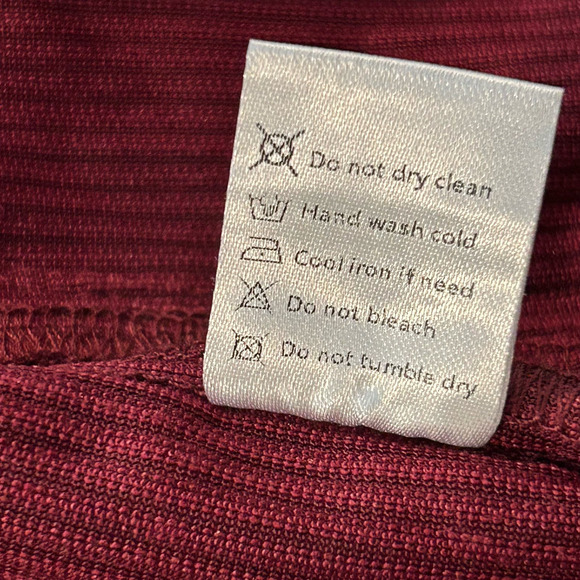 Do not dry clean
Hand wash cold
Cool iron if need
Do not bleach
Do not tumble dry